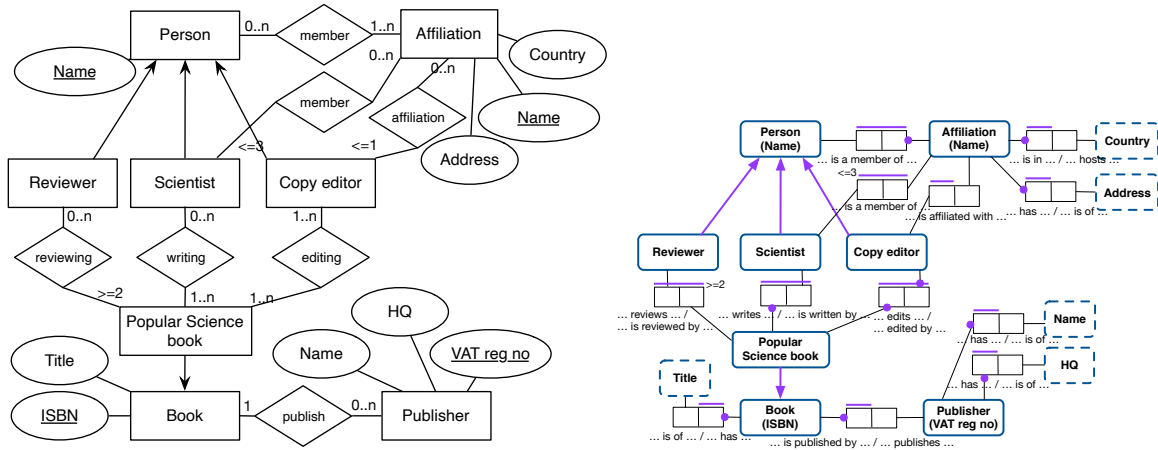 0..n
1..n
Person
member
Affiliation
Country
0..n
0..n
Name
member
affiliation
Name
<=3
<=1
Address
Reviewer
Scientist
Copy editor
0..n
0..n
1..n
reviewing
writing
editing
>=2
1..n
1..n
Popular Science
book
HQ
Title
Name
VAT reg no
ISBN
Book
1
publish
0..n
Publisher
Person
(Name)
Affiliation
(Name)
Country
… is a member of …
… is in … / … hosts …
<=3
Address
… is a member of …
… has … / … is of …
… is affiliated with …
Reviewer
Scientist
Copy editor
>=2
… reviews … /
… is reviewed by …
… writes … / … is written by …
… edits … /
… edited by …
Name
… has … / … is of …
Popular
Science book
HQ
… has … / … is of …
Title
Book
(ISBN)
Publisher
(VAT reg no)
… is of … / … has …
… is published by … / … publishes …